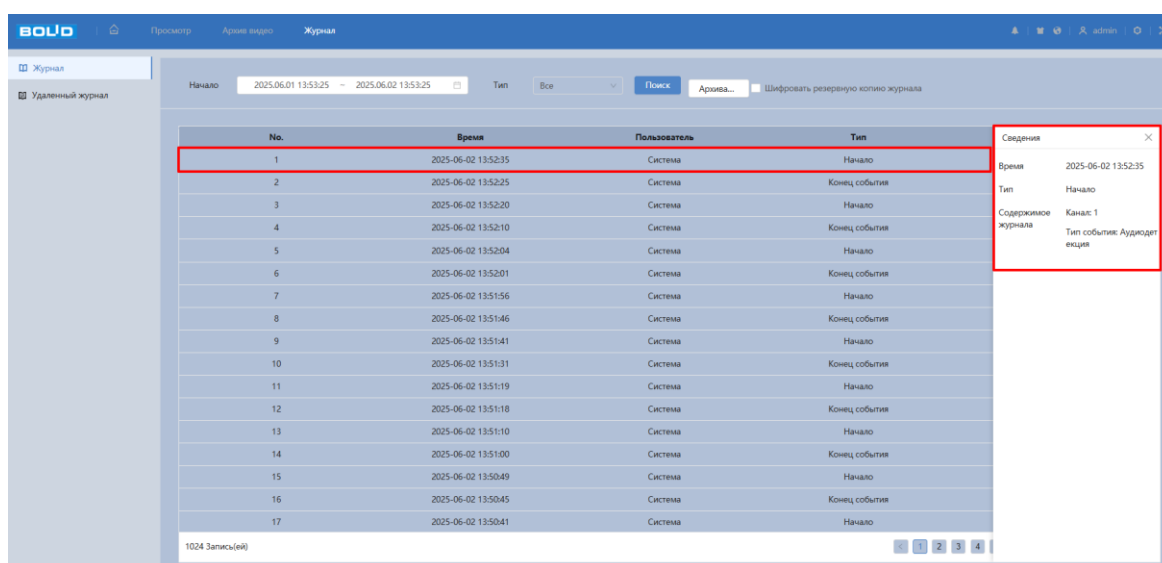 BOLID Просмотр Архив видео Журнал admin
Журнал
Удаленный журнал
Начало 2025.06.01 13:53:25 ~ 2025.06.02 13:53:25 Тип Все Поиск Архива... Шифровать резервную копию журнала
No. Время Пользователь Тип
1 2025-06-02 13:52:35 Система Начало
2 2025-06-02 13:52:25 Система Конец события
3 2025-06-02 13:52:20 Система Начало
4 2025-06-02 13:52:10 Система Конец события
5 2025-06-02 13:52:04 Система Начало
6 2025-06-02 13:52:01 Система Конец события
7 2025-06-02 13:51:56 Система Начало
8 2025-06-02 13:51:46 Система Конец события
9 2025-06-02 13:51:41 Система Начало
10 2025-06-02 13:51:31 Система Конец события
11 2025-06-02 13:51:19 Система Начало
12 2025-06-02 13:51:18 Система Конец события
13 2025-06-02 13:51:10 Система Начало
14 2025-06-02 13:51:00 Система Конец события
15 2025-06-02 13:50:49 Система Начало
16 2025-06-02 13:50:45 Система Конец события
17 2025-06-02 13:50:41 Система Начало
1024 Запись(ей) < 1 2 3 4
Сведения
Время 2025-06-02 13:52:35
Тип Начало
Содержимое Канал: 1
журнала
Тип события: Аудиодет
екция